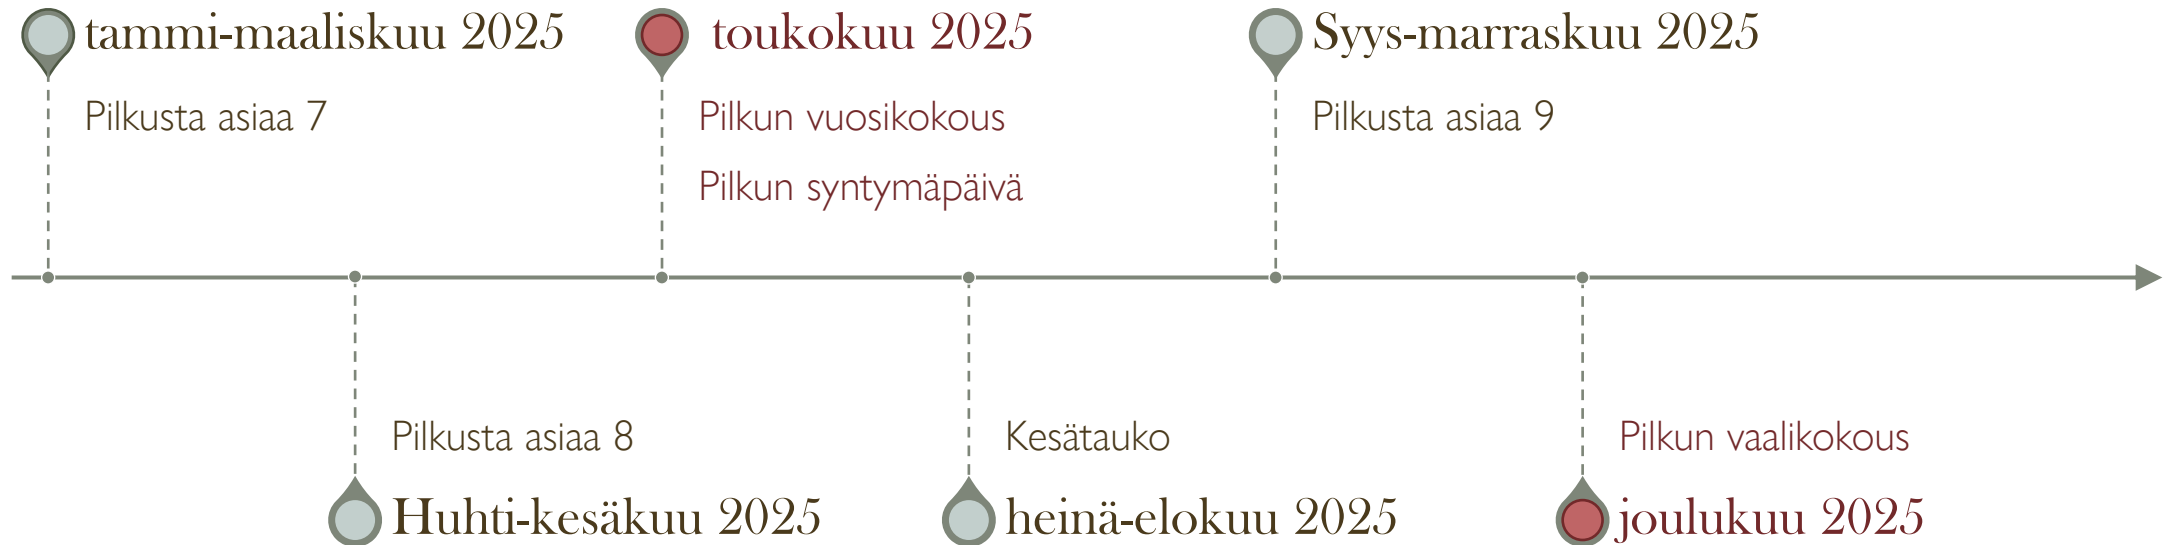 tammi-maaliskuu 2025
Pilkusta asiaa 7
Pilkusta asiaa 8
Huhti-kesäkuu 2025
toukokuu 2025
Pilkun vuosikokous
Pilkun syntymäpäivä
Kesätauko
heinä-elokuu 2025
Syys-marraskuu 2025
Pilkusta asiaa 9
Pilkun vaalikokous
joulukuu 2025